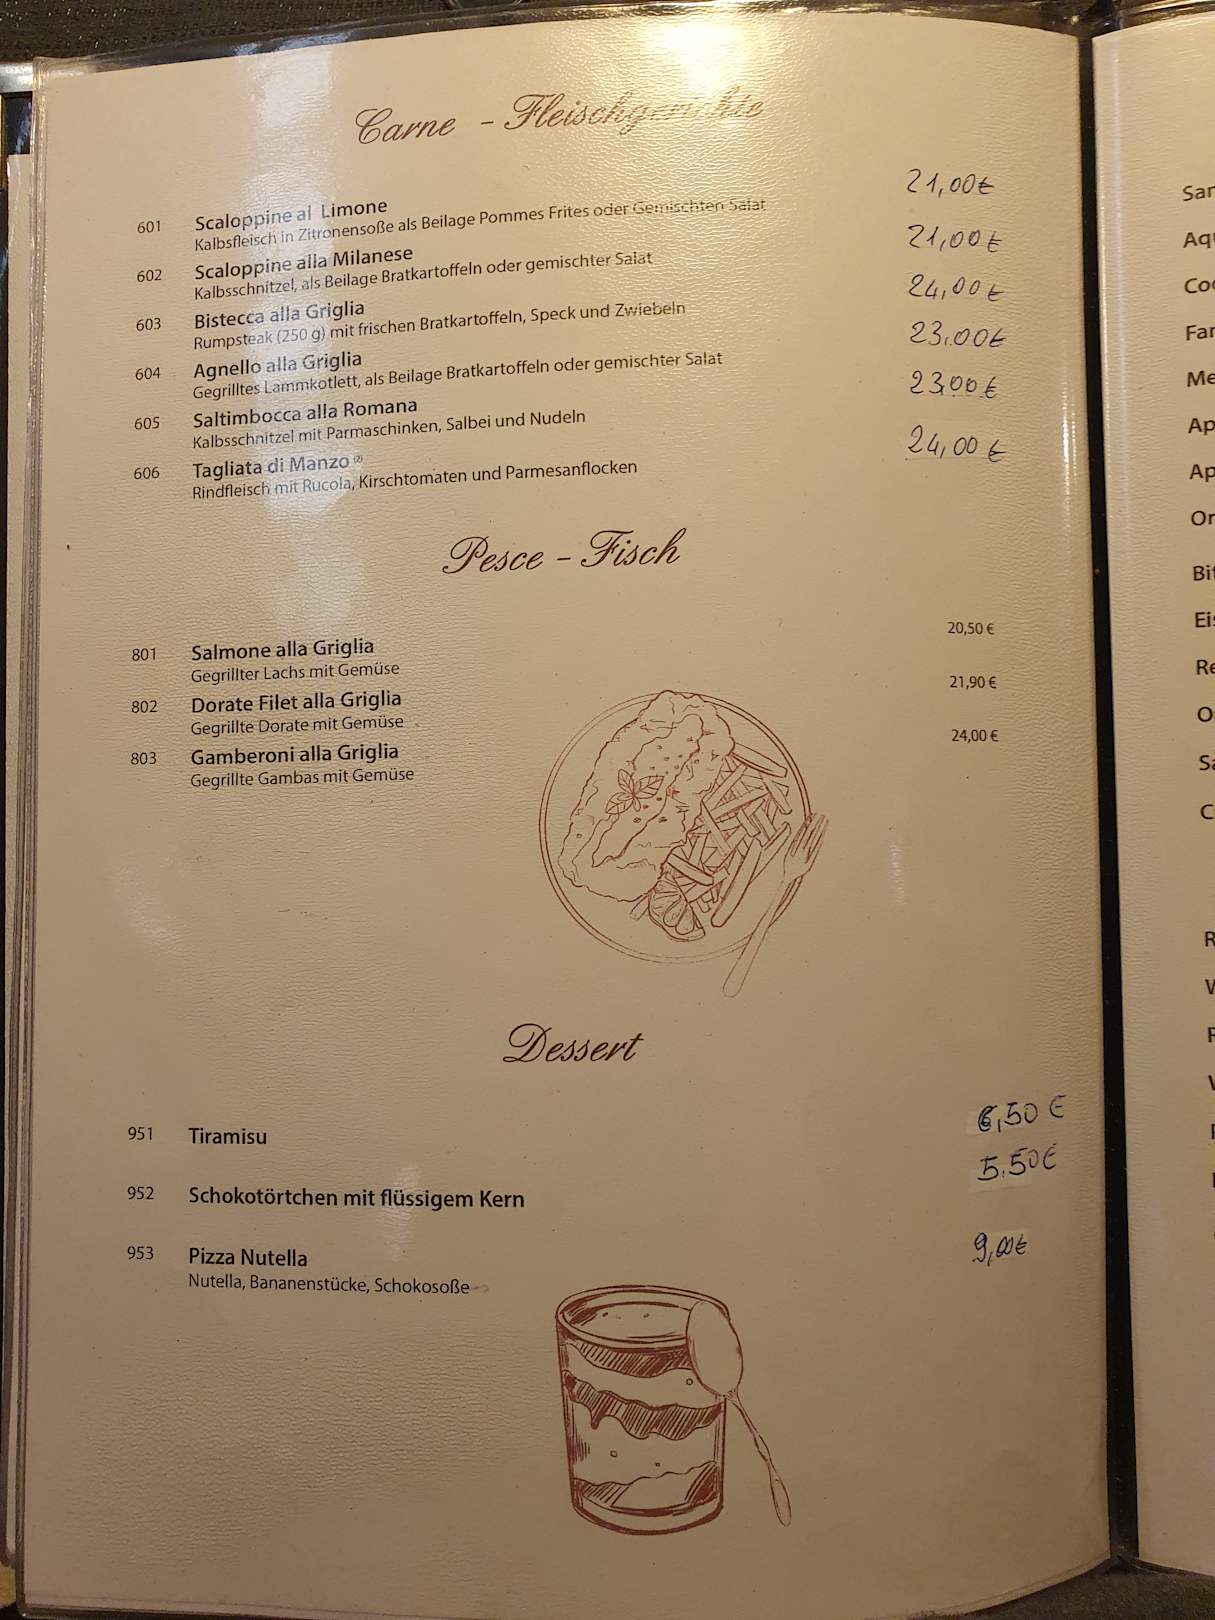 Carne - Fleischgerichte
601 Scaloppine al Limone 21,00€
Kalbsfleisch in Zitronensoße als Beilage Pommes Frites oder Gemischten Salat
602 Scaloppine alla Milanese 21,00€
Kalbsschnitzel, als Beilage Bratkartoffeln oder gemischter Salat
603 Bistecca alla Griglia 24,00€
Rumpsteak (250 g) mit frischen Bratkartoffeln, Speck und Zwiebeln
604 Agnello alla Griglia 23,00€
Gegrilltes Lammkotlett, als Beilage Bratkartoffeln oder gemischter Salat
605 Saltimbocca alla Romana 23,00€
Kalbsschnitzel mit Parmaschinken, Salbei und Nudeln
606 Tagliata di Manzo (2) 24,00€
Rindfleisch mit Rucola, Kirschtomaten und Parmesanflocken
Pesce - Fisch
801 Salmone alla Griglia 20,50 €
Gegrillter Lachs mit Gemüse
802 Dorate Filet alla Griglia 21,90 €
Gegrillte Dorate mit Gemüse
803 Gamberoni alla Griglia 24,00 €
Gegrillte Gambas mit Gemüse
Dessert
951 Tiramisu 6,50 €
952 Schokotörtchen mit flüssigem Kern 5,50€
953 Pizza Nutella 9,00€
Nutella, Bananenstücke, Schokosoße